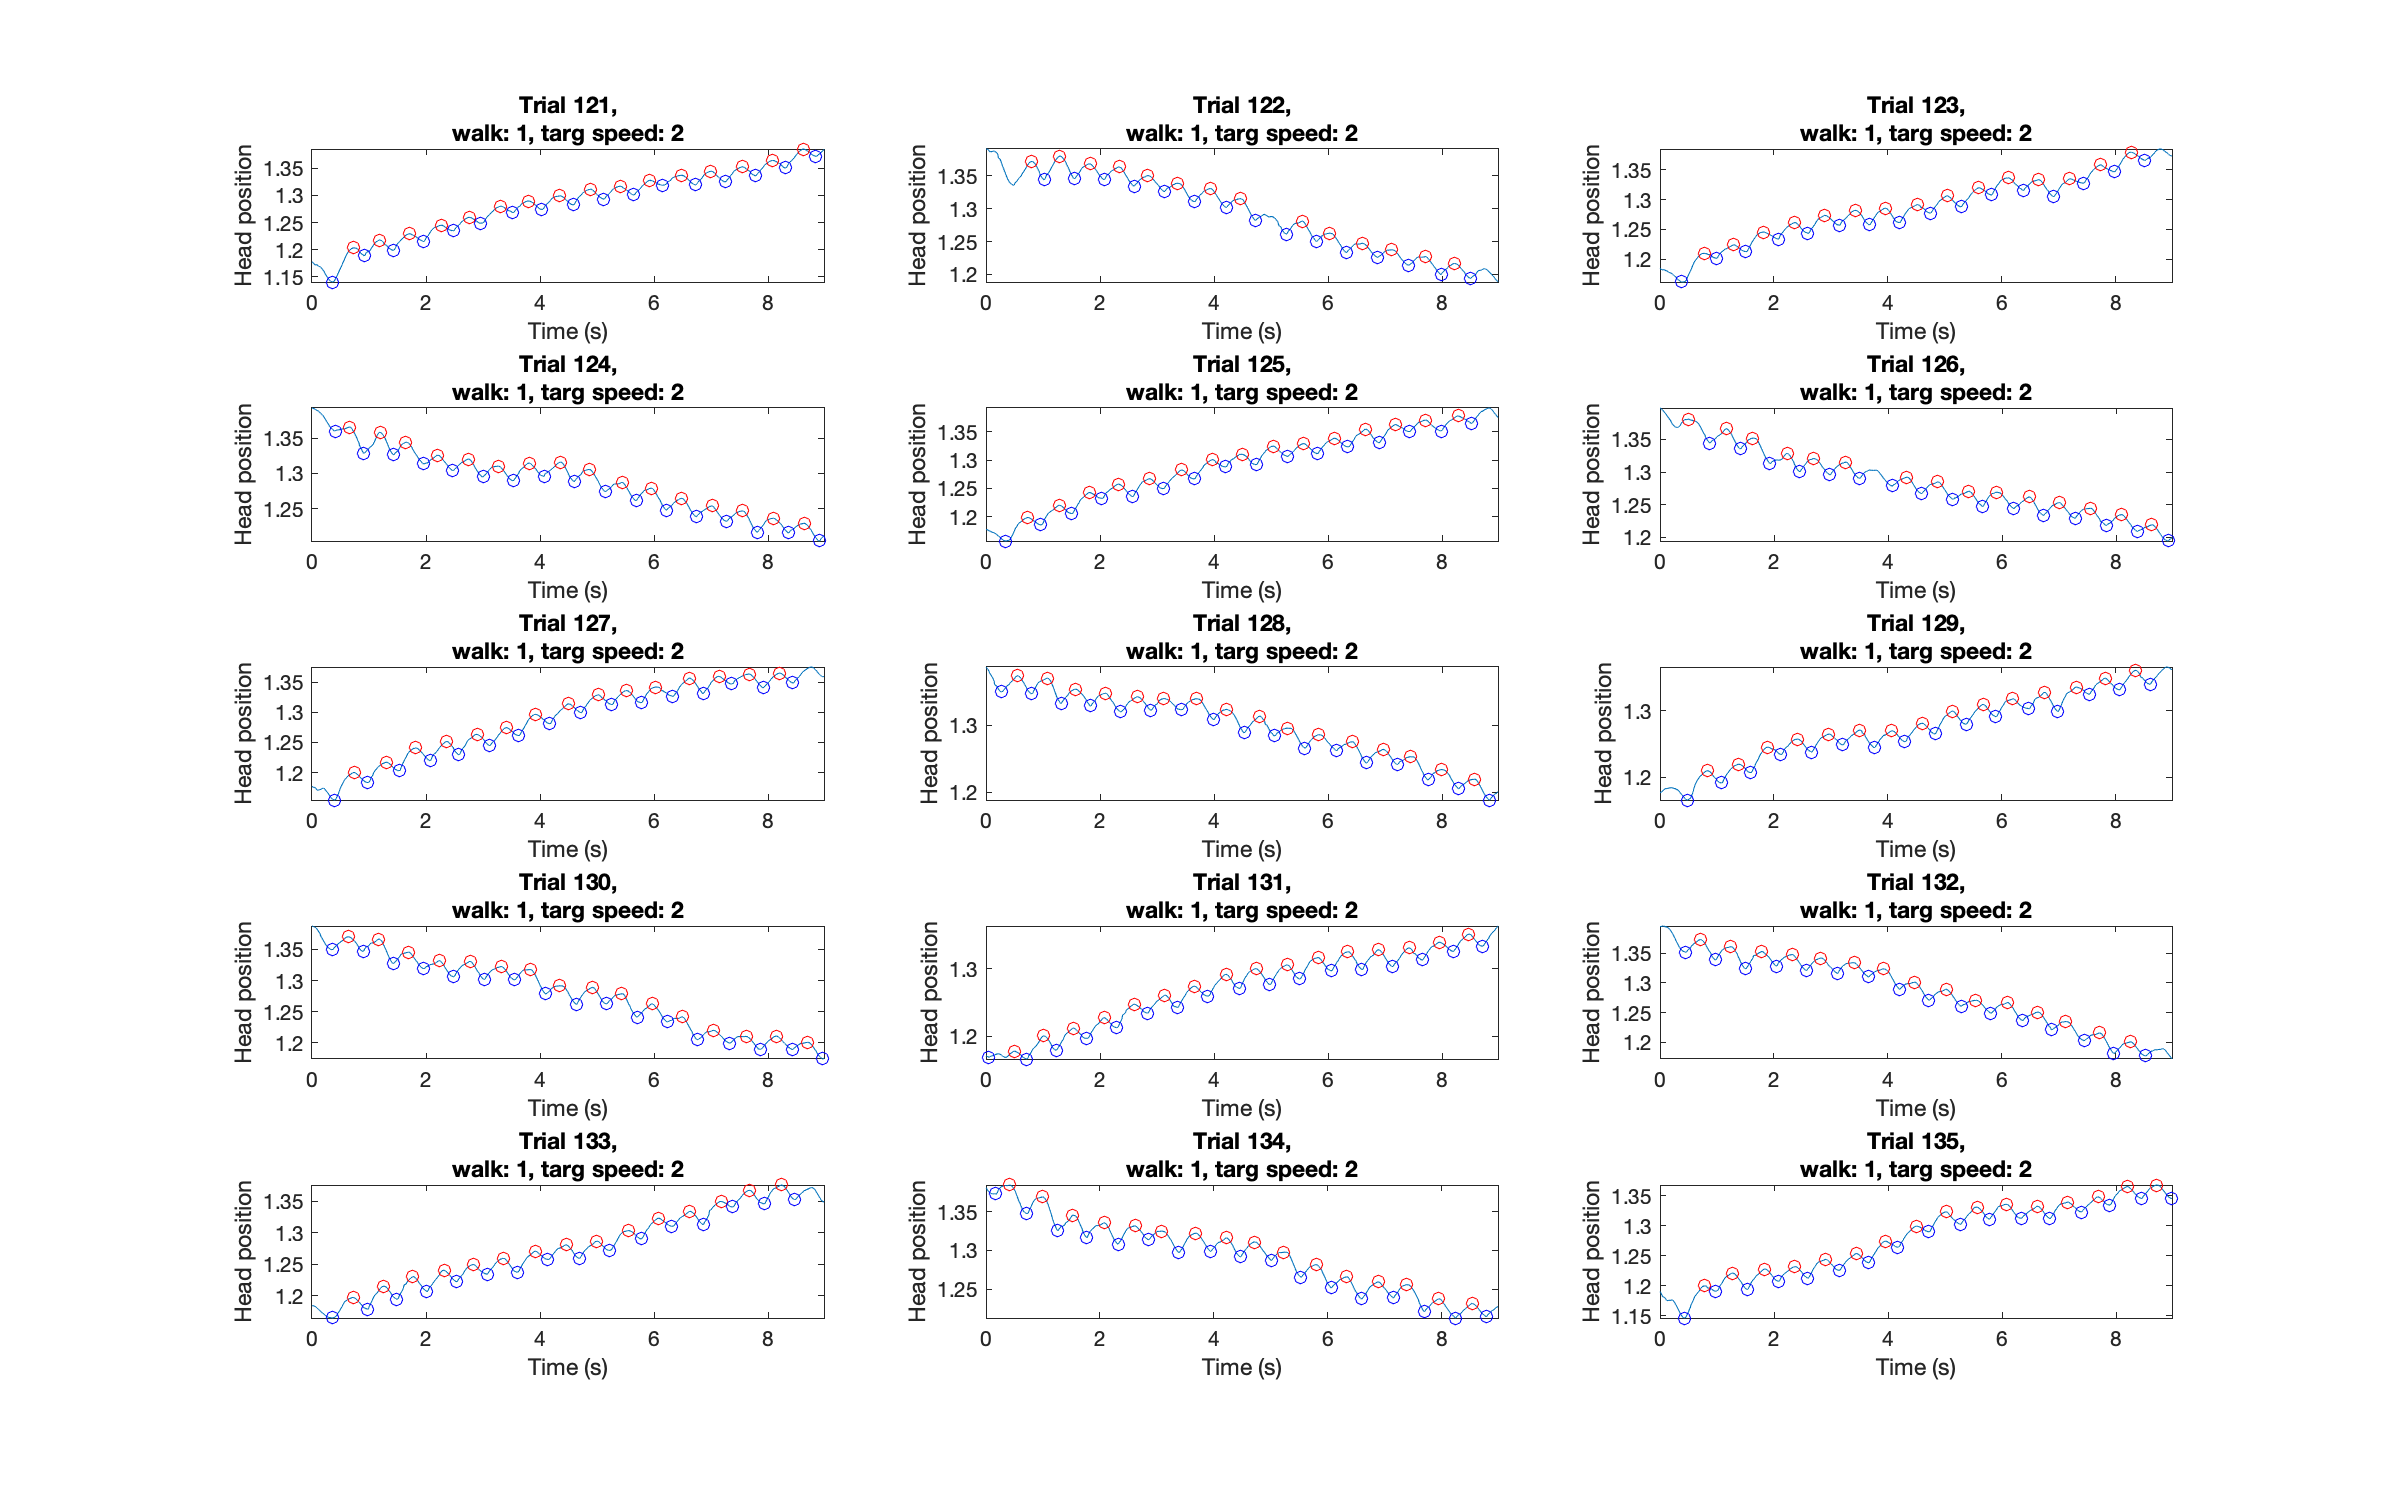 Trial 121,
walk: 1, targ speed: 2
Head position
1.35
1.3
1.25
1.2
1.15
0 2 4 6 8
Time (s)
Trial 122,
walk: 1, targ speed: 2
Head position
1.35
1.3
1.25
1.2
0 2 4 6 8
Time (s)
Trial 123,
walk: 1, targ speed: 2
Head position
1.35
1.3
1.25
1.2
0 2 4 6 8
Time (s)
Trial 124,
walk: 1, targ speed: 2
Head position
1.35
1.3
1.25
0 2 4 6 8
Time (s)
Trial 125,
walk: 1, targ speed: 2
Head position
1.35
1.3
1.25
1.2
0 2 4 6 8
Time (s)
Trial 126,
walk: 1, targ speed: 2
Head position
1.35
1.3
1.25
1.2
0 2 4 6 8
Time (s)
Trial 127,
walk: 1, targ speed: 2
Head position
1.35
1.3
1.25
1.2
0 2 4 6 8
Time (s)
Trial 128,
walk: 1, targ speed: 2
Head position
1.3
1.2
0 2 4 6 8
Time (s)
Trial 129,
walk: 1, targ speed: 2
Head position
1.3
1.2
0 2 4 6 8
Time (s)
Trial 130,
walk: 1, targ speed: 2
Head position
1.35
1.3
1.25
1.2
0 2 4 6 8
Time (s)
Trial 131,
walk: 1, targ speed: 2
Head position
1.3
1.2
0 2 4 6 8
Time (s)
Trial 132,
walk: 1, targ speed: 2
Head position
1.35
1.3
1.25
1.2
0 2 4 6 8
Time (s)
Trial 133,
walk: 1, targ speed: 2
Head position
1.35
1.3
1.25
1.2
0 2 4 6 8
Time (s)
Trial 134,
walk: 1, targ speed: 2
Head position
1.35
1.3
1.25
0 2 4 6 8
Time (s)
Trial 135,
walk: 1, targ speed: 2
Head position
1.35
1.3
1.25
1.2
1.15
0 2 4 6 8
Time (s)